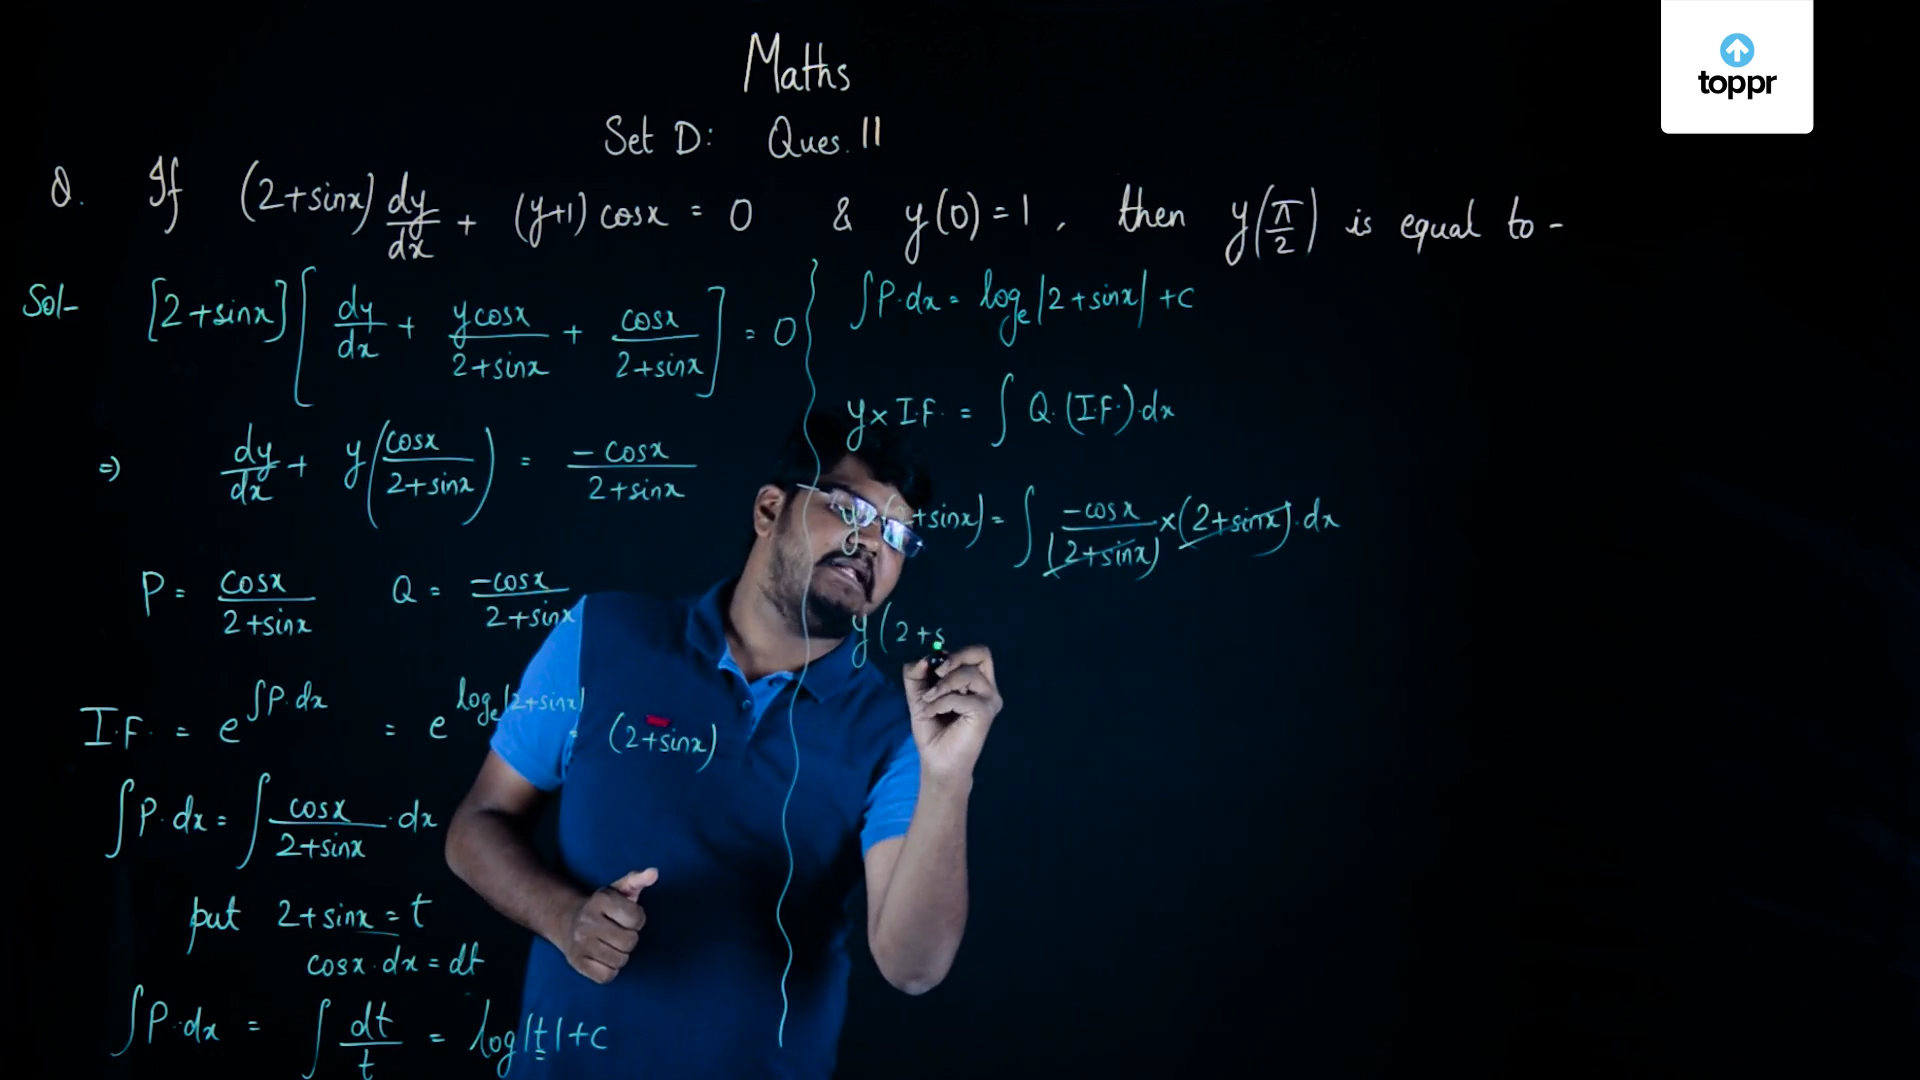 toppr
Maths
Set D: Ques. 11
Q. If (2+sinx) dy/dx + (y+1) cosx = 0 & y(0)=1, then y(π/2) is equal to -
Sol- [2+sinx] [dy/dx + ycosx/2+sinx + cosx/2+sinx] = 0
⇒ dy/dx + y(cosx/2+sinx) = -cosx/2+sinx
P = cosx/2+sinx Q = -cosx/2+sinx
I.F. = e^∫P.dx = e^logₑ|2+sinx| = (2+sinx)
∫P.dx = ∫cosx/2+sinx .dx
put 2+sinx = t
cosx.dx = dt
∫P.dx = ∫dt/t = log|t|+c
∫P.dx = logₑ|2+sinx| +c
y×I.F. = ∫Q.(I.F.).dx
y×(2+sinx) = ∫-cosx/(2+sinx) ×(2+sinx).dx
y(2+s